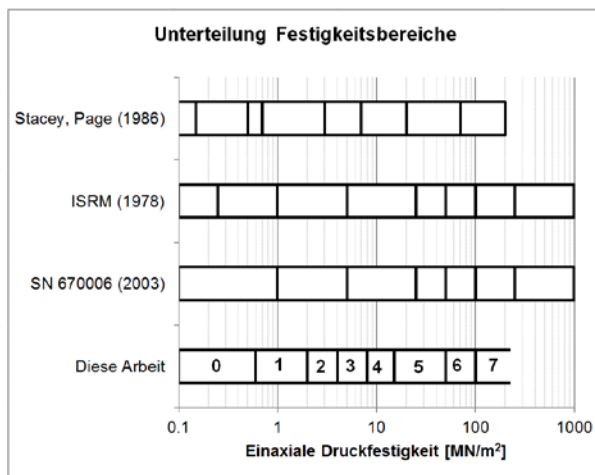 Unterteilung Festigkeitsbereiche
Stacey, Page (1986)
ISRM (1978)
SN 670006 (2003)
Diese Arbeit
0 1 2 3 4 5 6 7
0.1 1 10 100 1000
Einaxiale Druckfestigkeit [MN/m²]